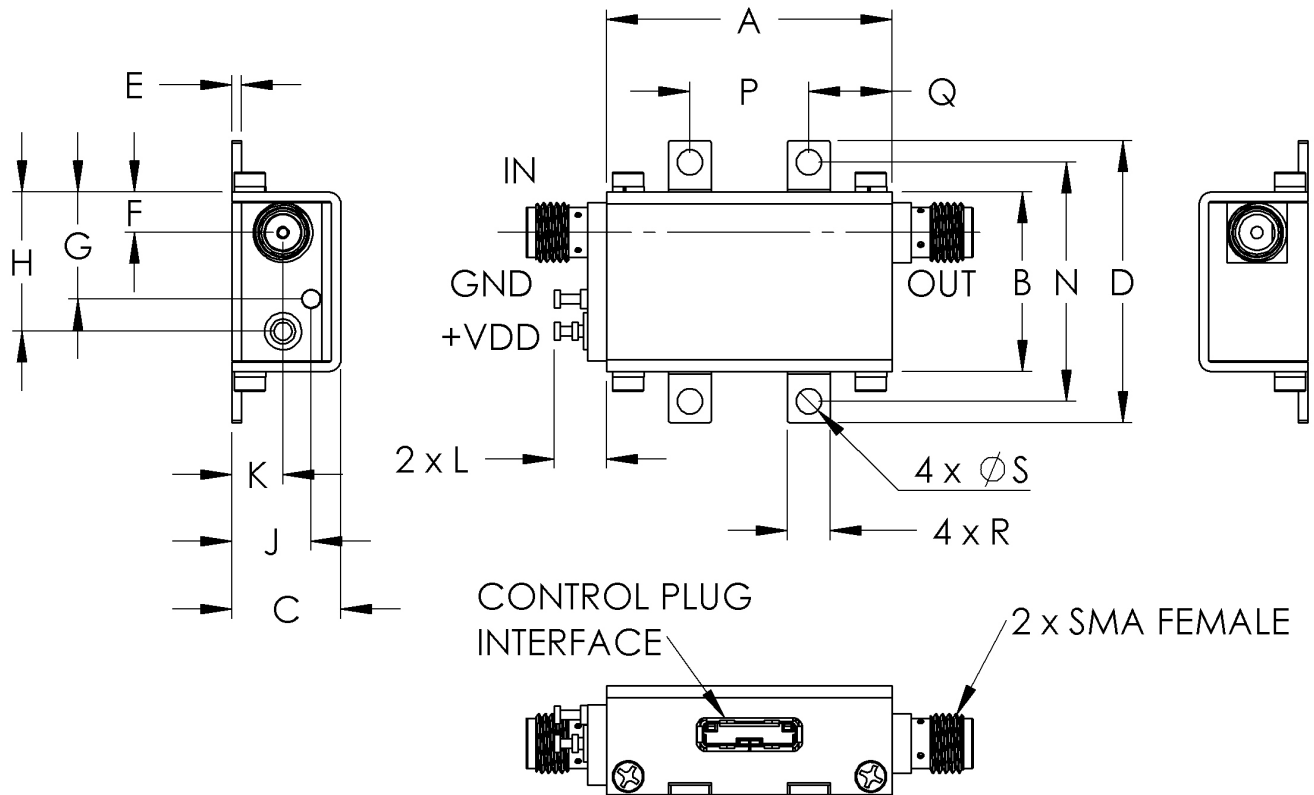 A
E
P
Q
IN
F
G
H
GND
OUT
B
N
D
+VDD
2 x L
K
4 x ∅S
J
4 x R
C
CONTROL PLUG
INTERFACE
2 x SMA FEMALE